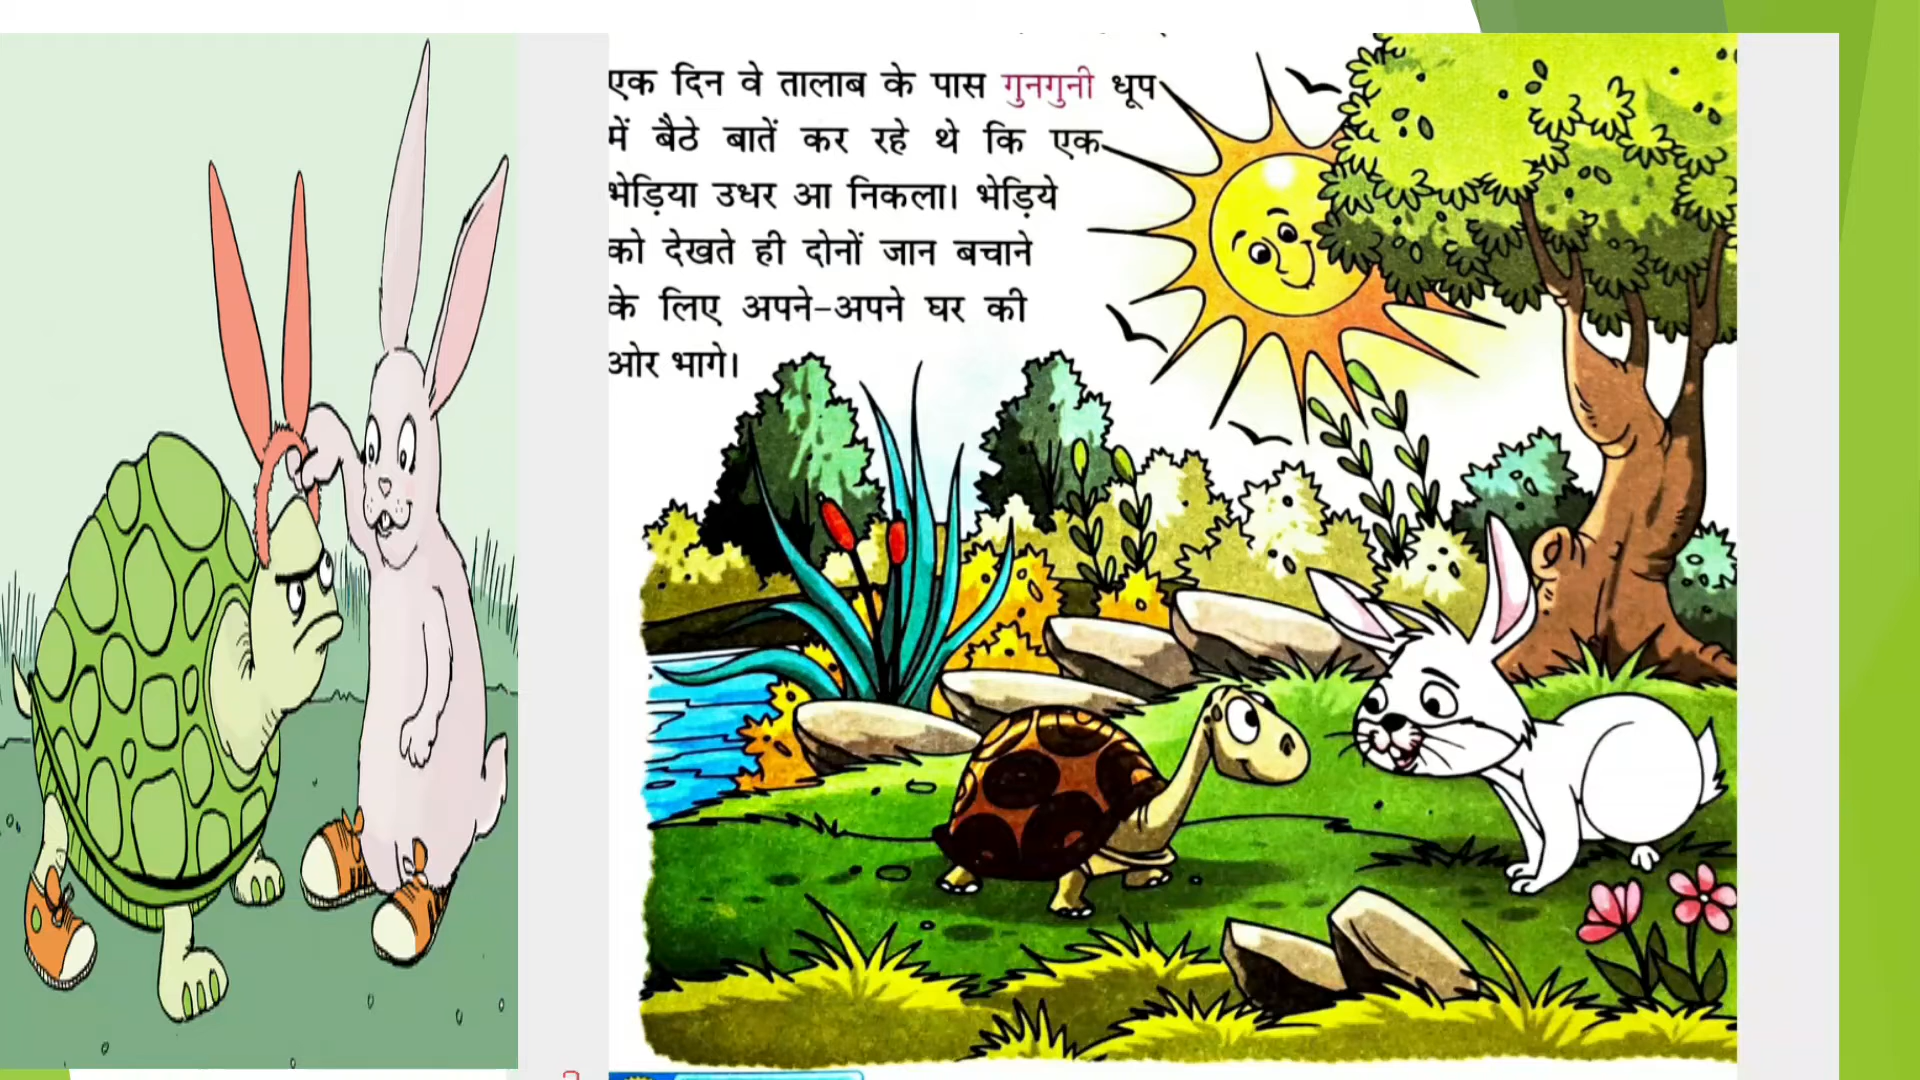 एक दिन वे तालाब के पास गुनगुनी धूप
में बैठे बातें कर रहे थे कि एक
भेड़िया उधर आ निकला। भेड़िये
को देखते ही दोनों जान बचाने
के लिए अपने-अपने घर की
ओर भागे।